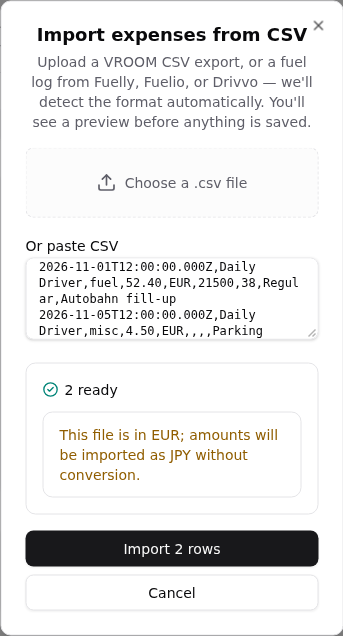 Import expenses from CSV
Upload a VROOM CSV export, or a fuel
log from Fuelly, Fuelio, or Drivvo — we'll
detect the format automatically. You'll
see a preview before anything is saved.
Choose a .csv file
Or paste CSV
2026-11-01T12:00:00.000Z,Daily
Driver,fuel,52.40,EUR,21500,38,Regul
ar,Autobahn fill-up
2026-11-05T12:00:00.000Z,Daily
Driver,misc,4.50,EUR,,,,Parking
2 ready
This file is in EUR; amounts will
be imported as JPY without
conversion.
Import 2 rows
Cancel